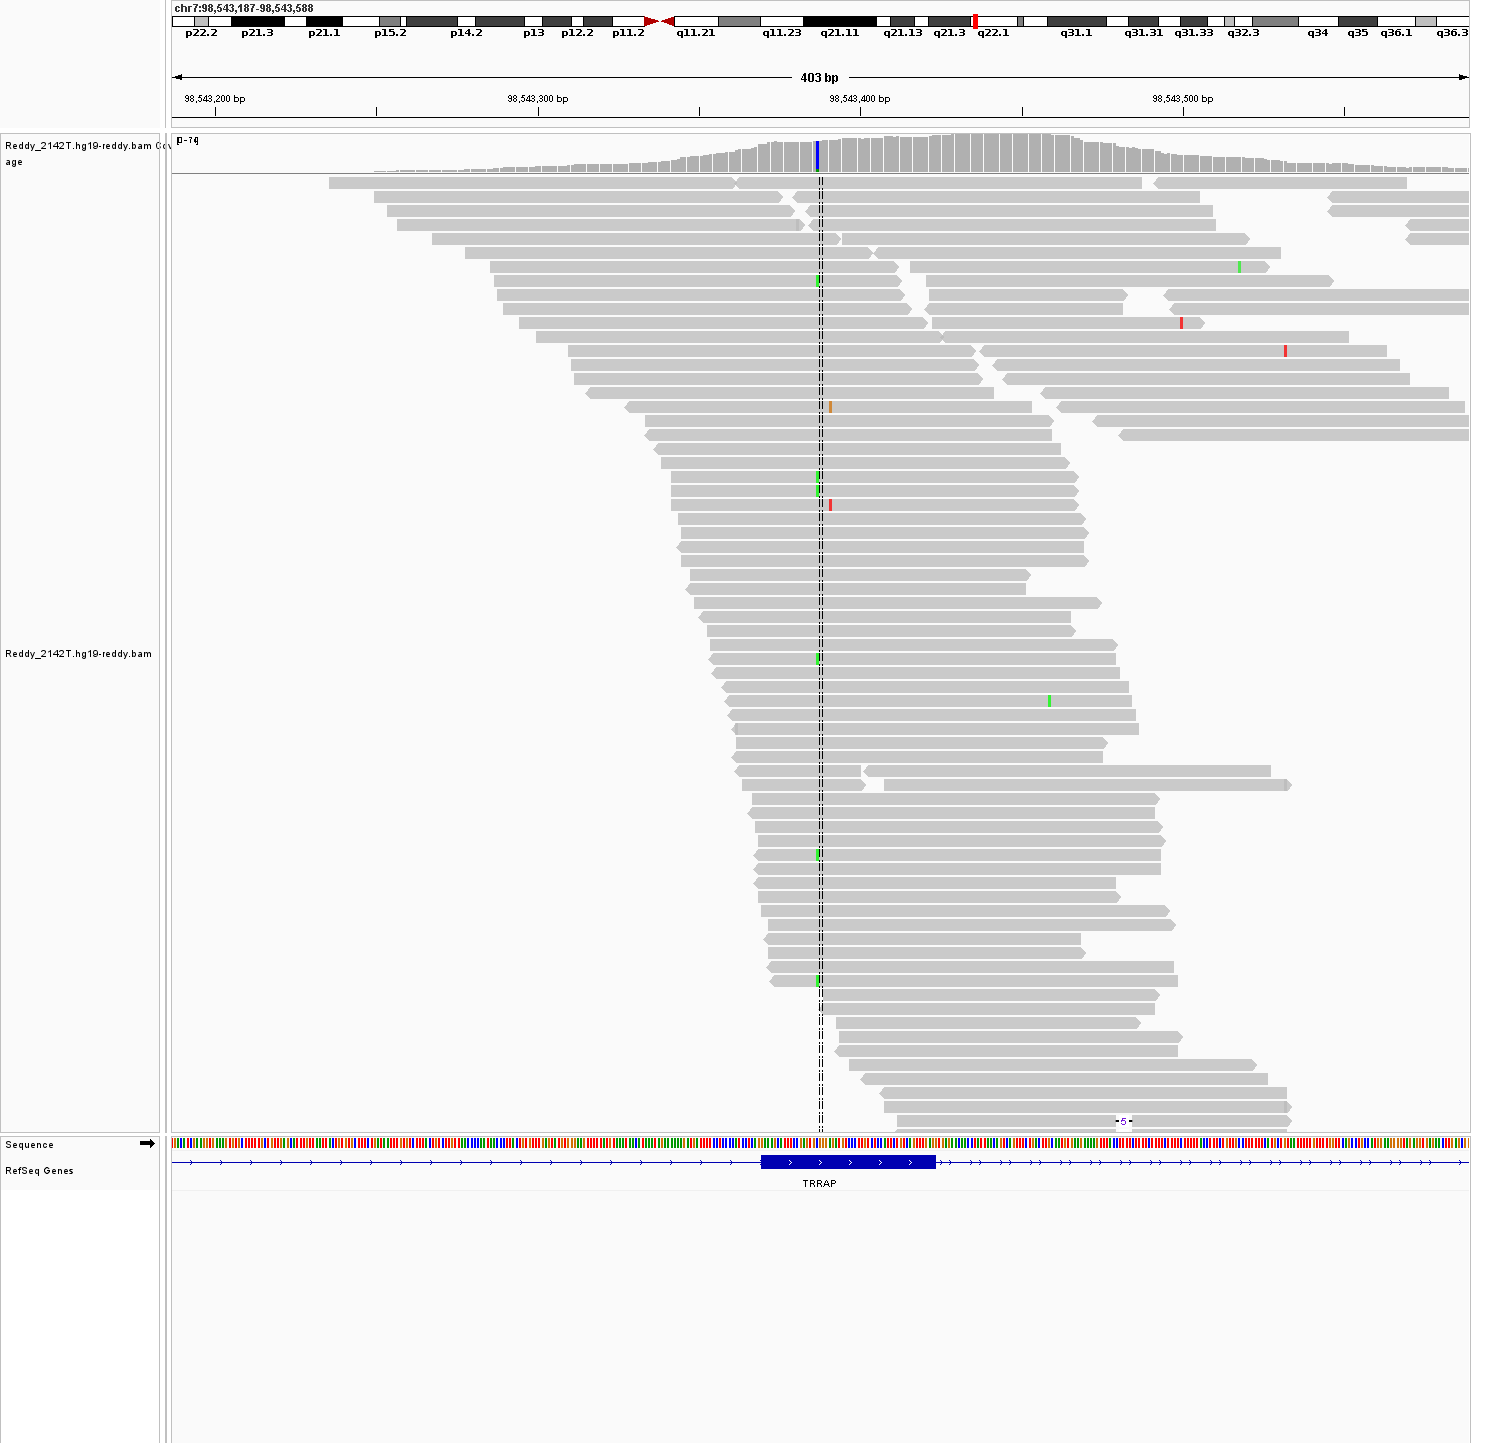 chr7:98,543,187-98,543,588
p22.2 p21.3 p21.1 p15.2 p14.2 p13 p12.2 p11.2 q11.21 q11.23 q21.11 q21.13 q21.3 q22.1 q31.1 q31.31 q31.33 q32.3 q34 q35 q36.1 q36.3
403 bp
98,543,200 bp 98,543,300 bp 98,543,400 bp 98,543,500 bp
Reddy_2142T.hg19-reddy.bam
age
Reddy_2142T.hg19-reddy.bam
5
Sequence
RefSeq Genes
TRRAP